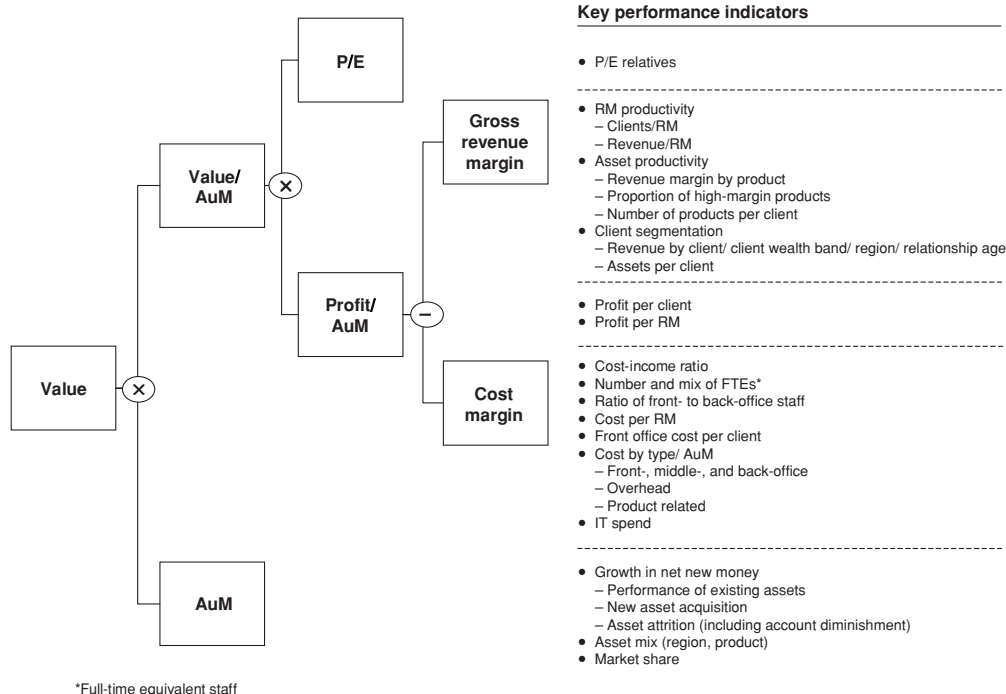 Key performance indicators
P/E
• P/E relatives
Gross
revenue
margin
• RM productivity
– Clients/RM
– Revenue/RM
• Asset productivity
– Revenue margin by product
– Proportion of high-margin products
– Number of products per client
• Client segmentation
– Revenue by client/ client wealth band/ region/ relationship age
– Assets per client
Value/
AuM
×
Profit/
AuM
–
• Profit per client
• Profit per RM
Value
×
Cost
margin
• Cost-income ratio
• Number and mix of FTEs*
• Ratio of front- to back-office staff
• Cost per RM
• Front office cost per client
• Cost by type/ AuM
– Front-, middle-, and back-office
– Overhead
– Product related
• IT spend
AuM
• Growth in net new money
– Performance of existing assets
– New asset acquisition
– Asset attrition (including account diminishment)
• Asset mix (region, product)
• Market share
*Full-time equivalent staff